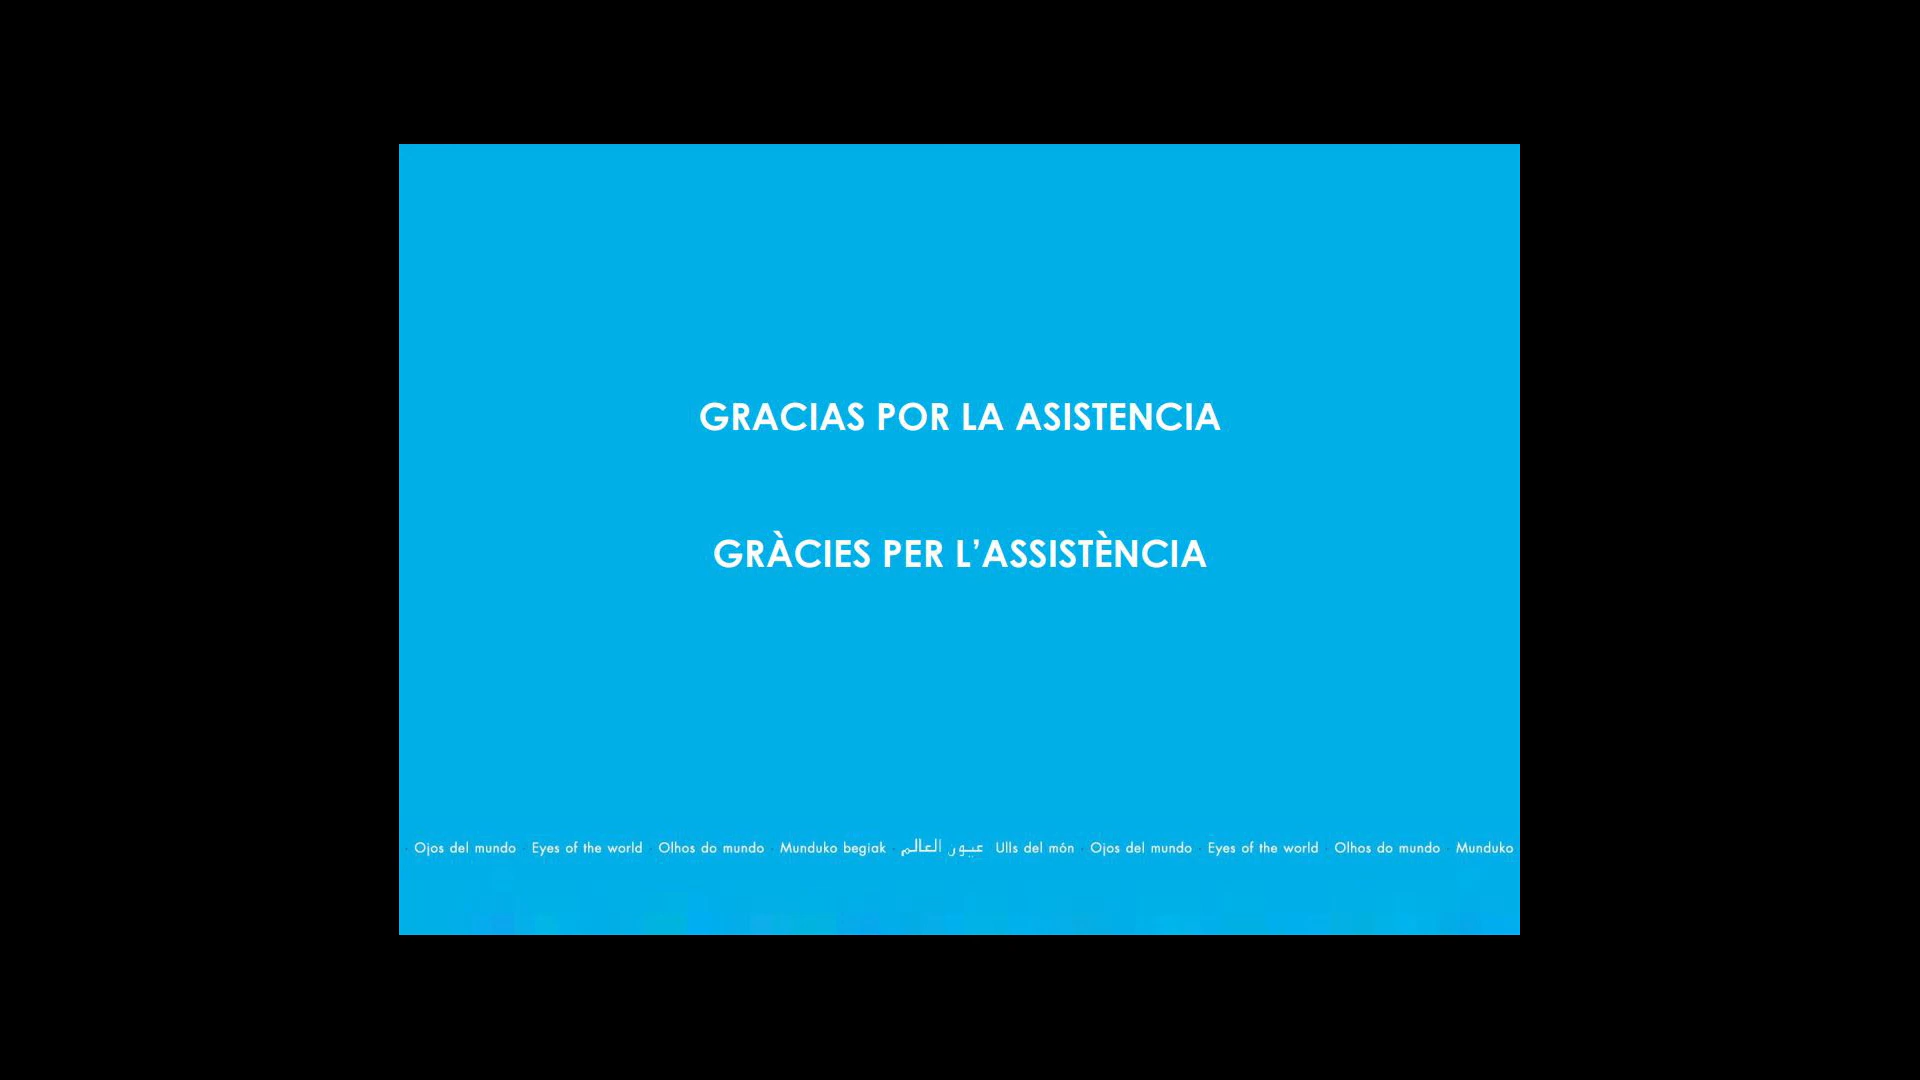 GRACIAS POR LA ASISTENCIA
GRÀCIES PER L’ASSISTÈNCIA
· Ojos del mundo · Eyes of the world · Olhos do mundo · Munduko begiak · عيون العالم Ulls del món · Ojos del mundo · Eyes of the world · Olhos do mundo · Munduko